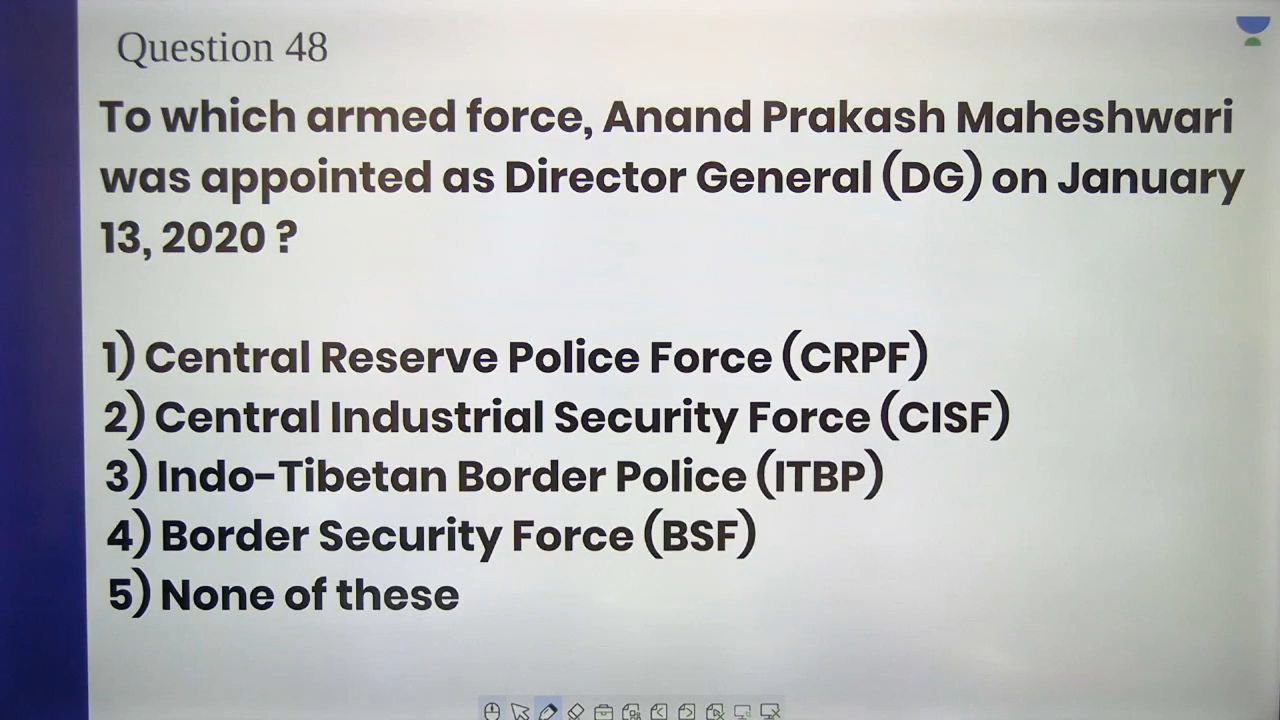 Question 48
To which armed force, Anand Prakash Maheshwari
was appointed as Director General (DG) on January
13, 2020 ?
1) Central Reserve Police Force (CRPF)
2) Central Industrial Security Force (CISF)
3) Indo-Tibetan Border Police (ITBP)
4) Border Security Force (BSF)
5) None of these